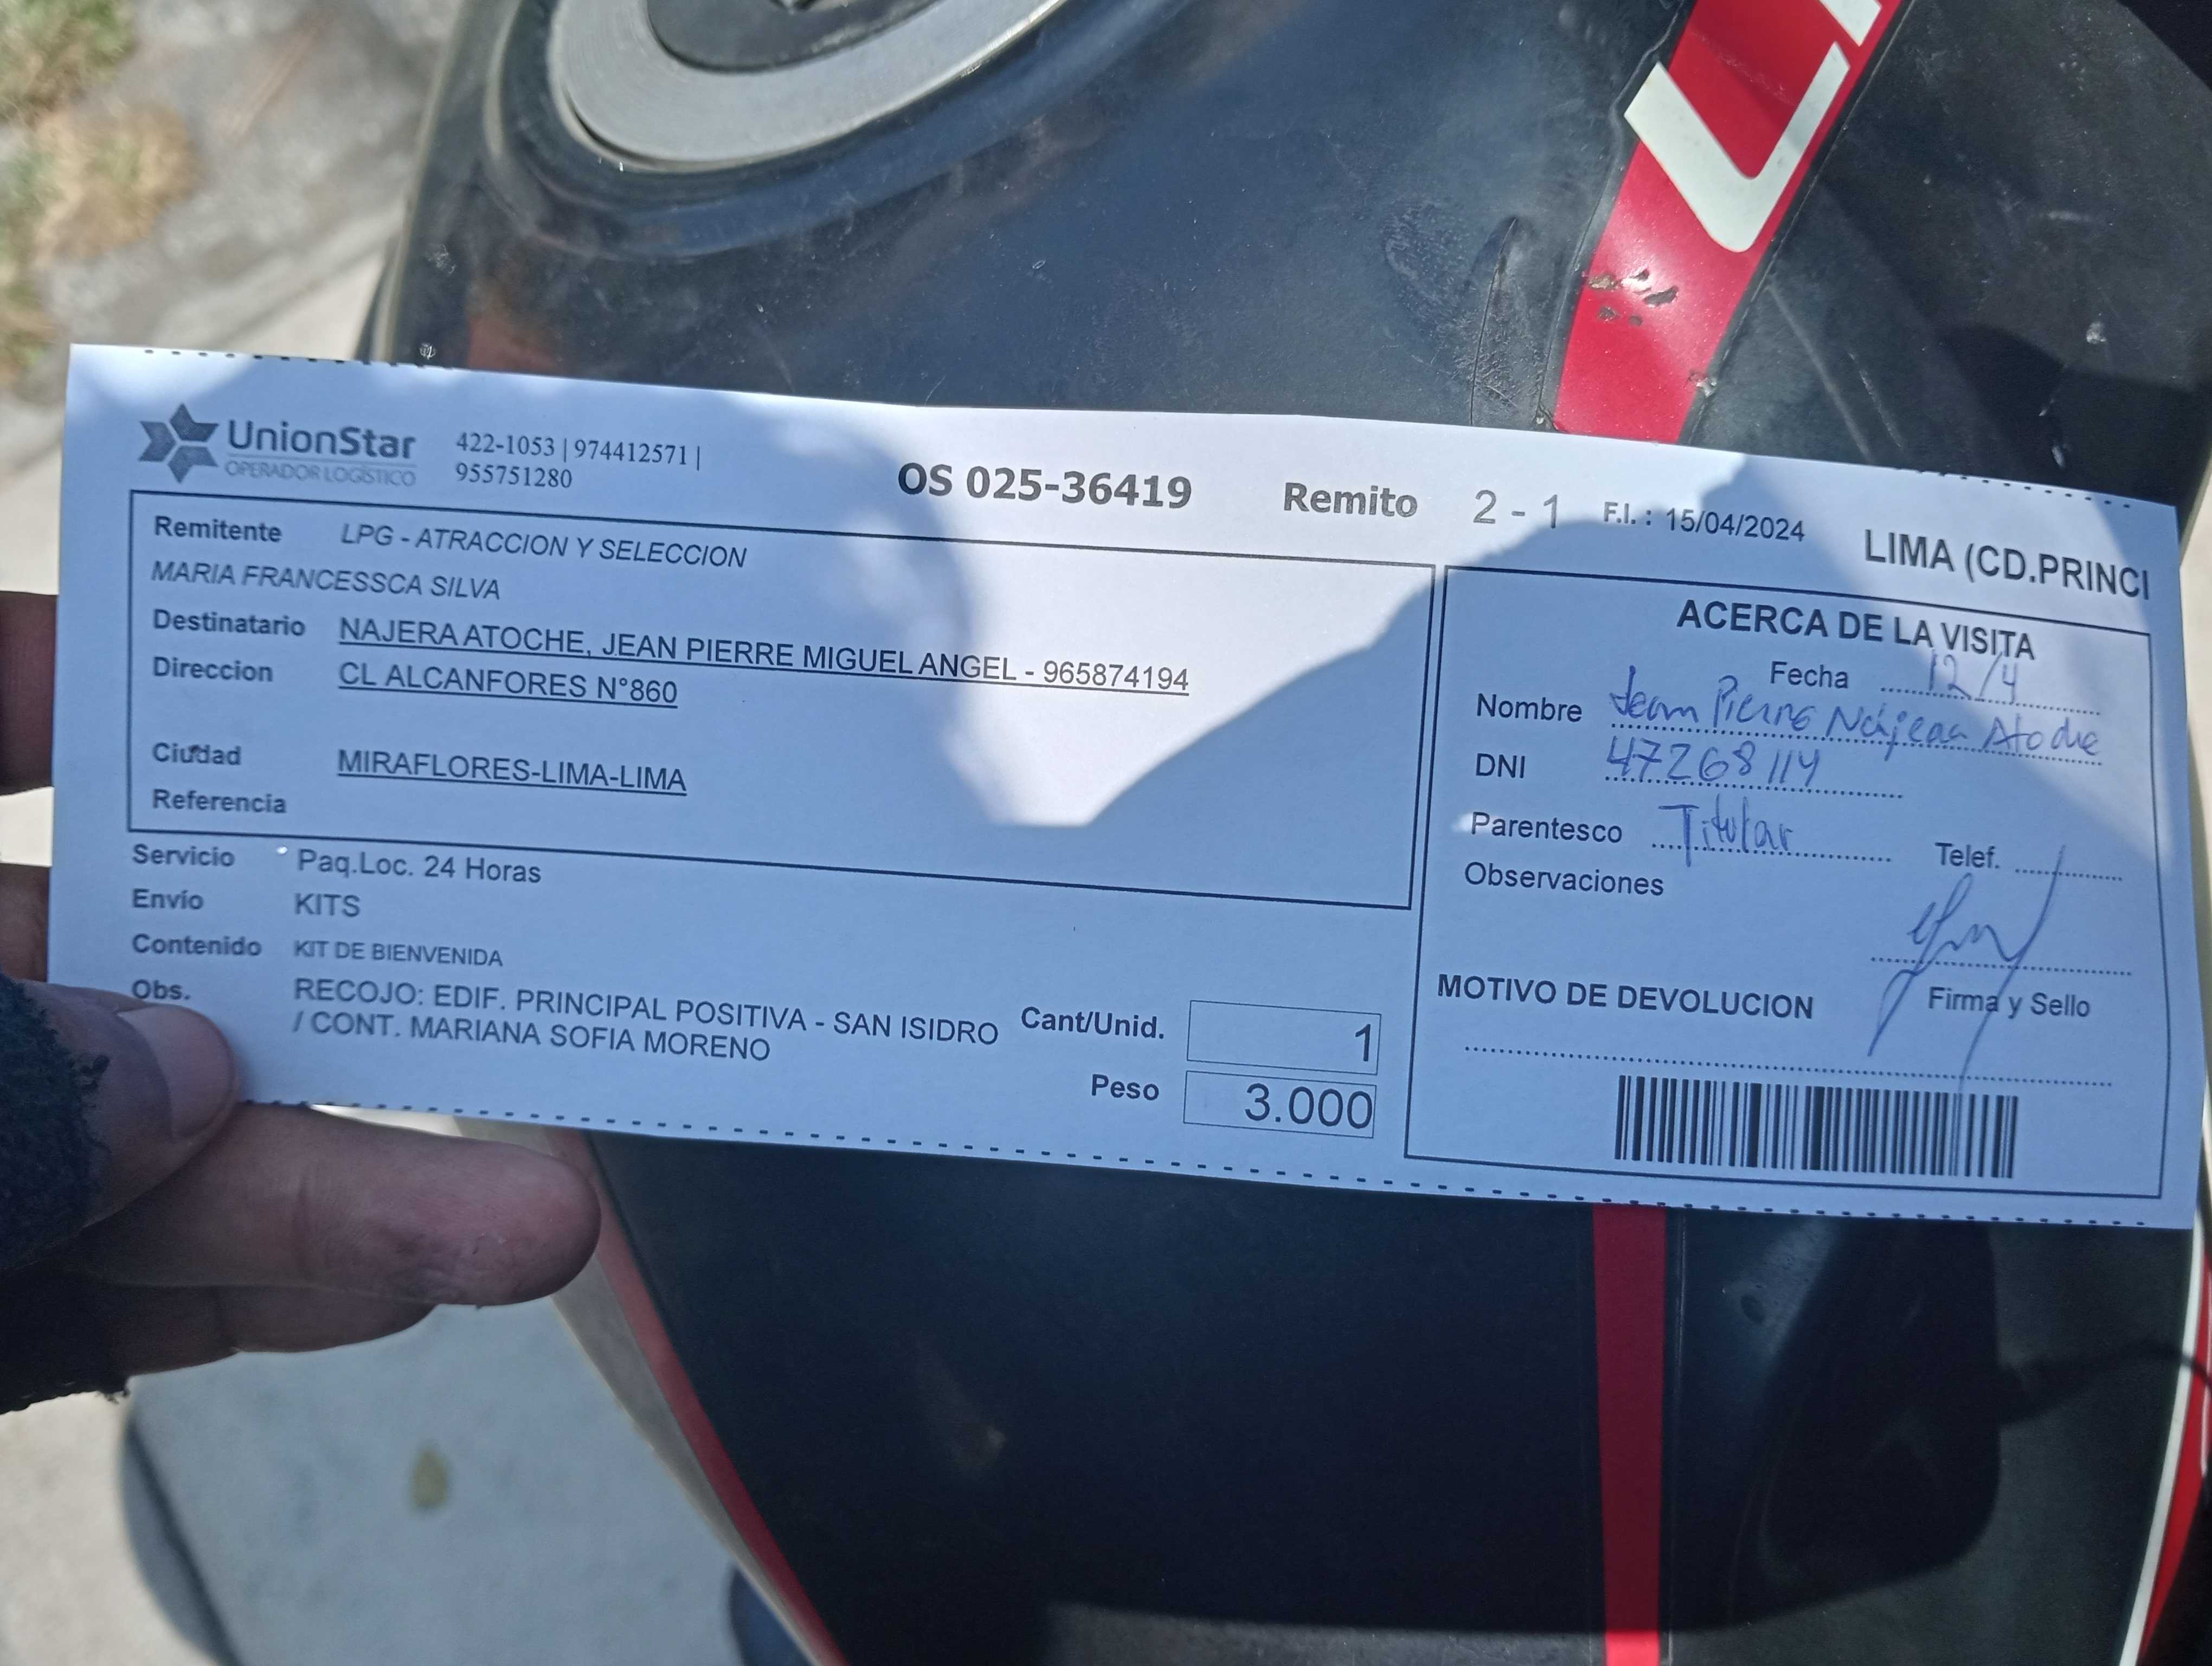 UnionStar
OPERADOR LOGÍSTICO
422-1053 | 974412571 |
955751280
OS 025-36419
Remito 2 - 1
F.I. : 15/04/2024
LIMA (CD.PRINCI
Remitente LPG - ATRACCION Y SELECCION
MARIA FRANCESSCA SILVA
Destinatario NAJERA ATOCHE, JEAN PIERRE MIGUEL ANGEL - 965874194
Direccion CL ALCANFORES N°860
Ciudad MIRAFLORES-LIMA-LIMA
Referencia
Servicio Paq.Loc. 24 Horas
Envío KITS
Contenido KIT DE BIENVENIDA
Obs. RECOJO: EDIF. PRINCIPAL POSITIVA - SAN ISIDRO
/ CONT. MARIANA SOFIA MORENO
Cant/Unid. 1
Peso 3.000
ACERCA DE LA VISITA
Fecha 12/4
Nombre Jean Pierre Nájera Atoche
DNI 47268114
Parentesco Titular
Telef.
Observaciones
Firma y Sello
MOTIVO DE DEVOLUCION